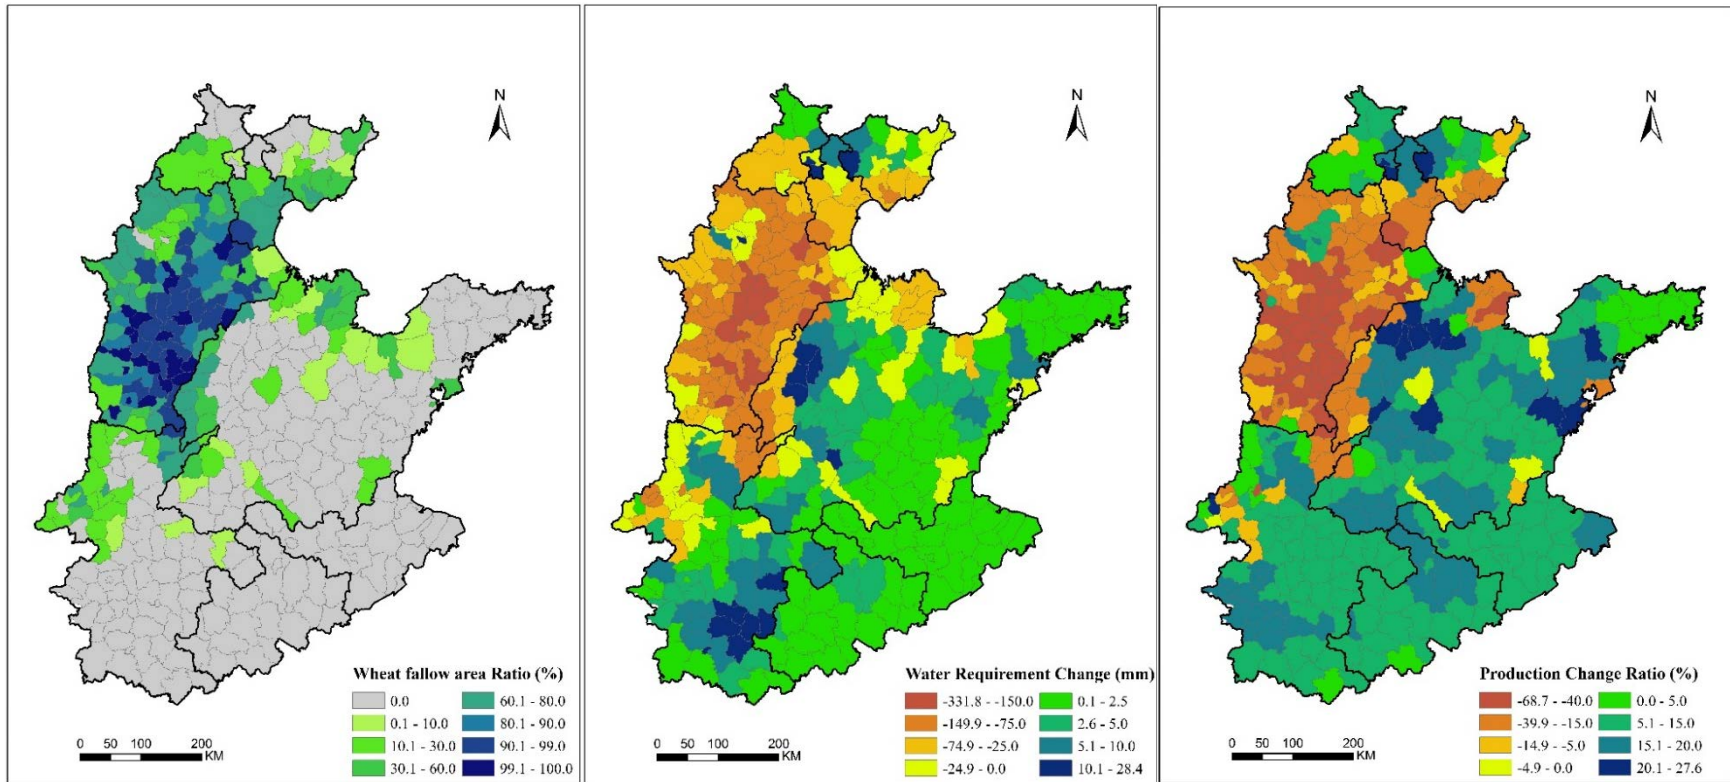 N
Wheat fallow area Ratio (%)
0.0 60.1 - 80.0
0.1 - 10.0 80.1 - 90.0
10.1 - 30.0 90.1 - 99.0
30.1 - 60.0 99.1 - 100.0
0 50 100 200
KM
N
Water Requirement Change (mm)
-331.8 - -150.0 0.1 - 2.5
-149.9 - -75.0 2.6 - 5.0
-74.9 - -25.0 5.1 - 10.0
-24.9 - 0.0 10.1 - 28.4
0 50 100 200
KM
N
Production Change Ratio (%)
-68.7 - -40.0 0.0 - 5.0
-39.9 - -15.0 5.1 - 15.0
-14.9 - -5.0 15.1 - 20.0
-4.9 - 0.0 20.1 - 27.6
0 50 100 200
KM